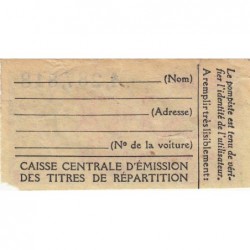 (Nom)
(Adresse)
(Nº de la voiture)
CAISSE CENTRALE D'ÉMISSION
DES TITRES DE RÉPARTITION
Le pompiste est tenu de véri-
fier l'identité de l'utilisateur.
A remplir très lisiblement: